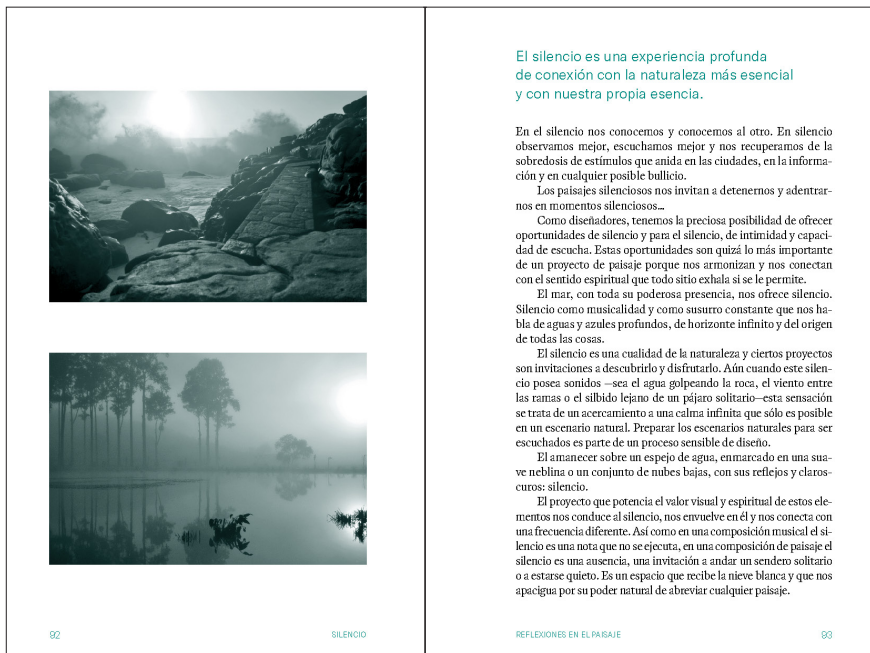 92
SILENCIO
El silencio es una experiencia profunda
de conexión con la naturaleza más esencial
y con nuestra propia esencia.
En el silencio nos conocemos y conocemos al otro. En silencio
observamos mejor, escuchamos mejor y nos recuperamos de la
sobredosis de estímulos que anida en las ciudades, en la informa-
ción y en cualquier posible bullicio.
Los paisajes silenciosos nos invitan a detenernos y adentrar-
nos en momentos silenciosos...
Como diseñadores, tenemos la preciosa posibilidad de ofrecer
oportunidades de silencio y para el silencio, de intimidad y capaci-
dad de escucha. Estas oportunidades son quizá lo más importante
de un proyecto de paisaje porque nos armonizan y nos conectan
con el sentido espiritual que todo sitio exhala si se le permite.
El mar, con toda su poderosa presencia, nos ofrece silencio.
Silencio como musicalidad y como susurro constante que nos ha-
bla de aguas y azules profundos, de horizonte infinito y del origen
de todas las cosas.
El silencio es una cualidad de la naturaleza y ciertos proyectos
son invitaciones a descubrirlo y disfrutarlo. Aún cuando este silen-
cio posea sonidos —sea el agua golpeando la roca, el viento entre
las ramas o el silbido lejano de un pájaro solitario—esta sensación
se trata de un acercamiento a una calma infinita que sólo es posible
en un escenario natural. Preparar los escenarios naturales para ser
escuchados es parte de un proceso sensible de diseño.
El amanecer sobre un espejo de agua, enmarcado en una sua-
ve neblina o un conjunto de nubes bajas, con sus reflejos y claros-
curos: silencio.
El proyecto que potencia el valor visual y espiritual de estos ele-
mentos nos conduce al silencio, nos envuelve en él y nos conecta con
una frecuencia diferente. Así como en una composición musical el si-
lencio es una nota que no se ejecuta, en una composición de paisaje el
silencio es una ausencia, una invitación a andar un sendero solitario
o a estarse quieto. Es un espacio que recibe la nieve blanca y que nos
apacigua por su poder natural de abreviar cualquier paisaje.
REFLEXIONES EN EL PAISAJE
93